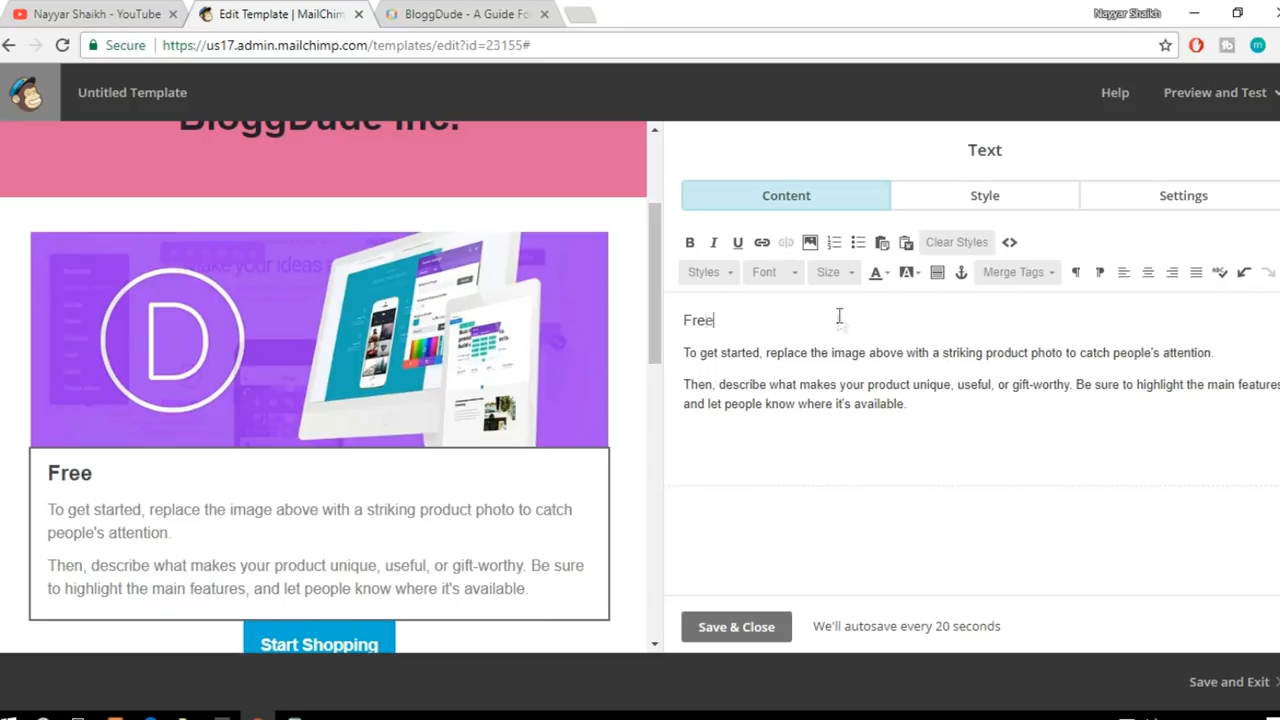 Nayyar Shaikh - YouTube
Edit Template | MailChim
BloggDude - A Guide Fo
Nayyar Shaikh
Secure
https://us17.admin.mailchimp.com/templates/edit?id=23155#
Untitled Template
Help
Preview and Test
BloggDude Inc.
Make your ideas
D
Free
To get started, replace the image above with a striking product photo to catch
people's attention.
Then, describe what makes your product unique, useful, or gift-worthy. Be sure
to highlight the main features, and let people know where it's available.
Start Shopping
Text
Content
Style
Settings
B I U
Clear Styles
Styles
Font
Size
A
A
Merge Tags
Free
To get started, replace the image above with a striking product photo to catch people's attention.
Then, describe what makes your product unique, useful, or gift-worthy. Be sure to highlight the main features
and let people know where it's available.
Save & Close
We'll autosave every 20 seconds
Save and Exit